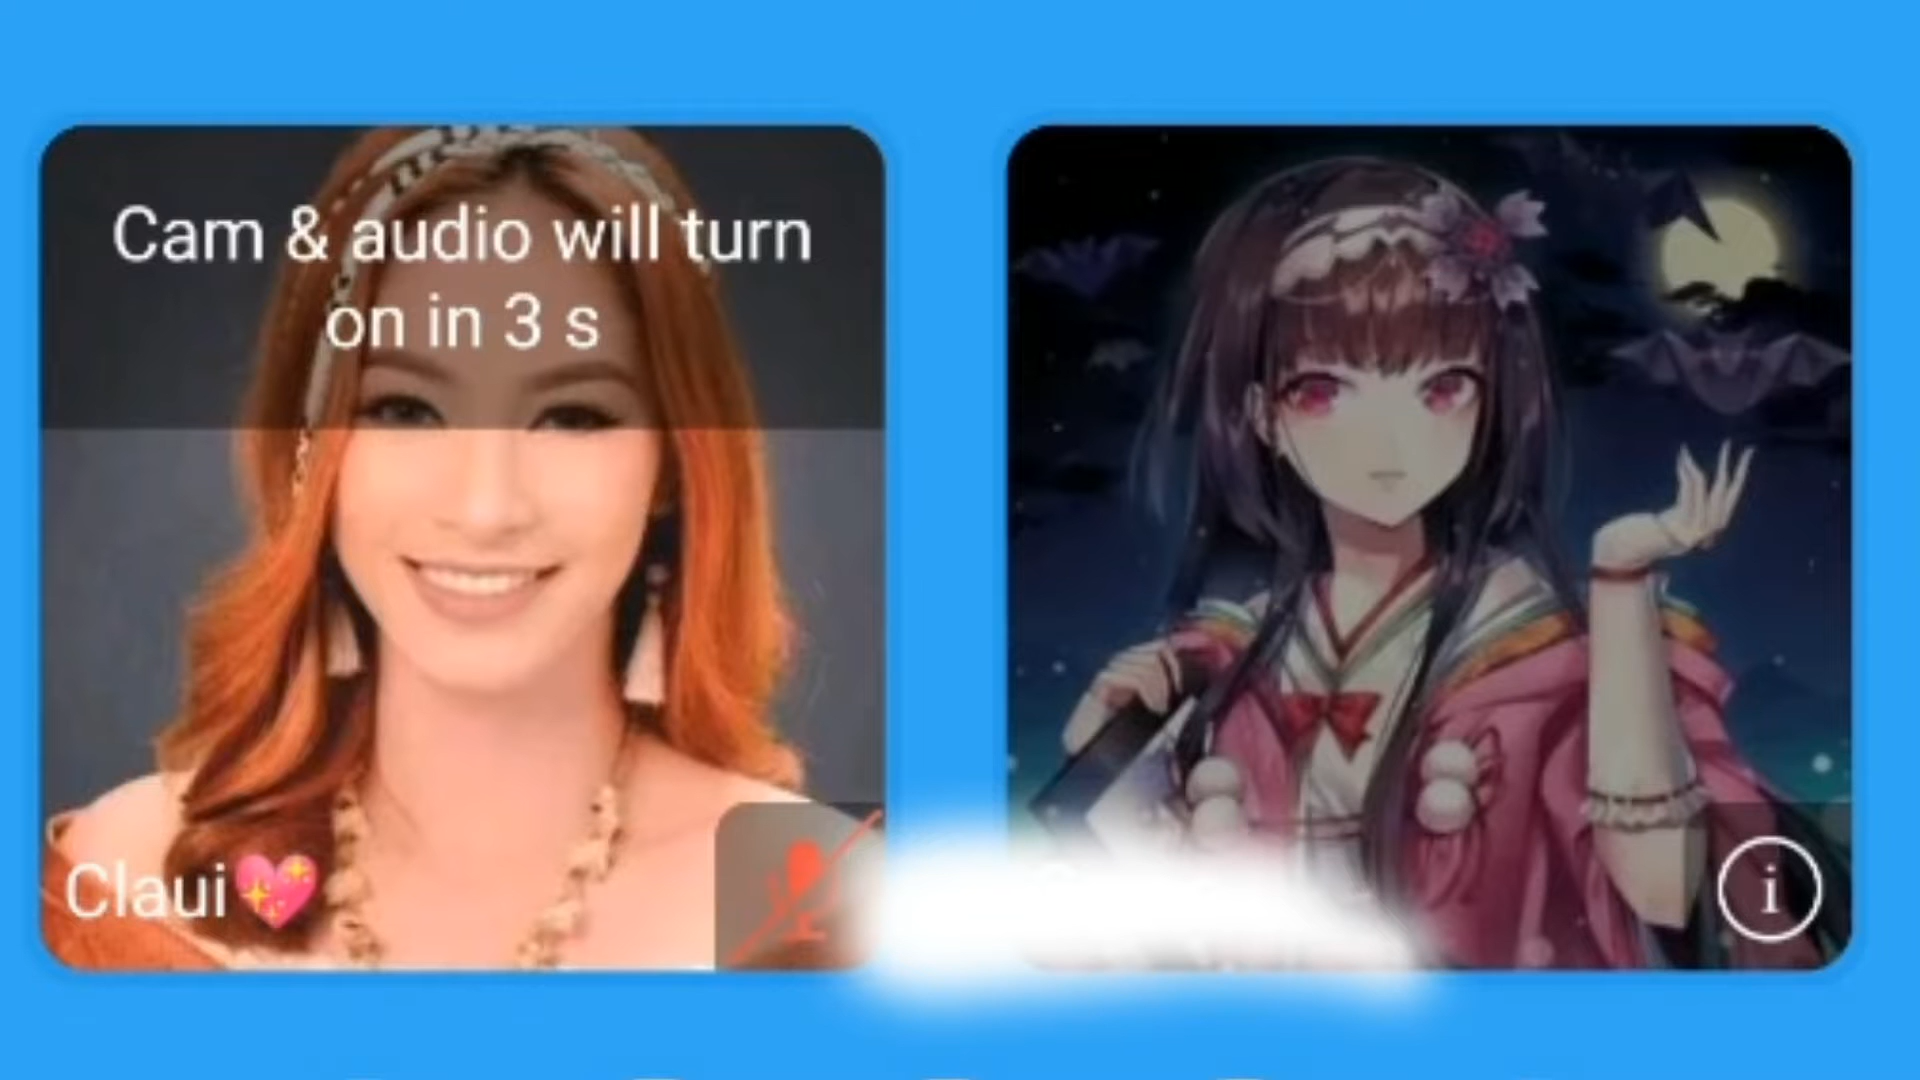 Cam & audio will turn
on in 3 s
Claui💖
i